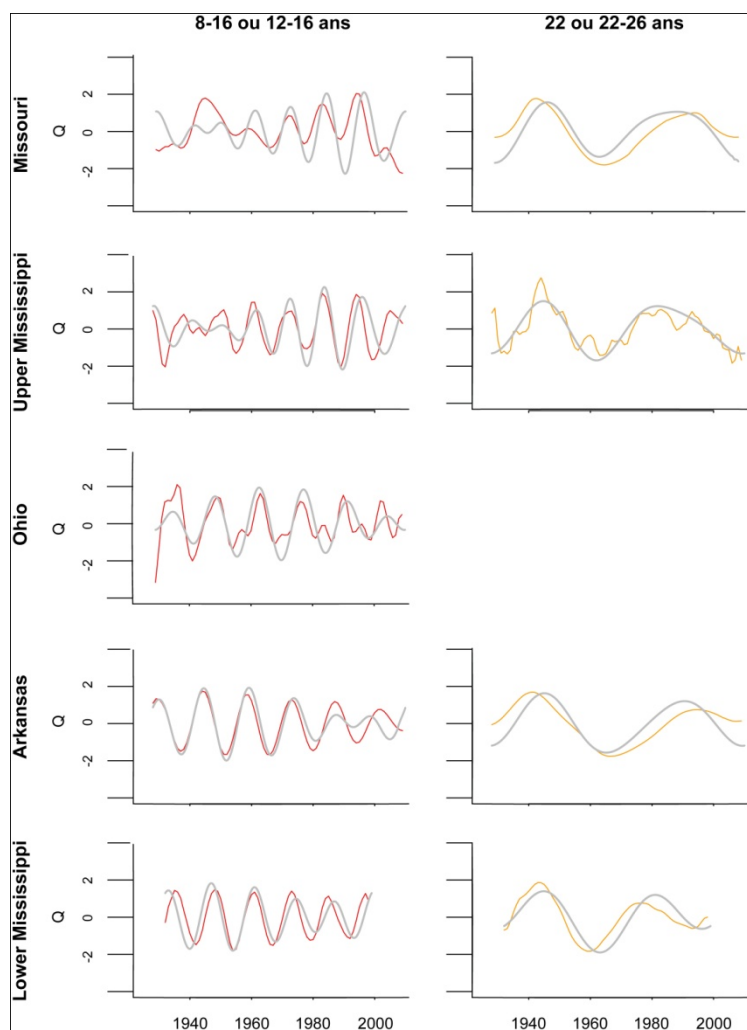 8-16 ou 12-16 ans 22 ou 22-26 ans
Missouri
Q
2
0
-2
Upper Mississippi
Q
2
0
-2
Ohio
Q
2
0
-2
Arkansas
Q
2
0
-2
Lower Mississippi
Q
2
0
-2
1940 1960 1980 2000 1940 1960 1980 2000